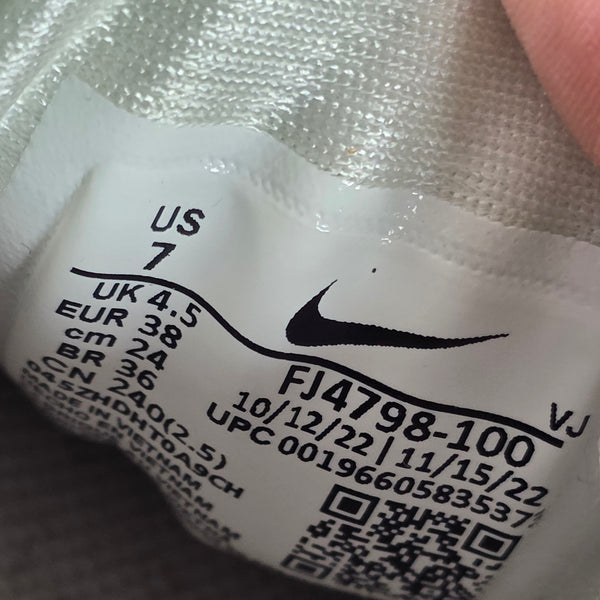 US
7
UK 4.5
EUR 38
cm 24
BR 36
CN 240(2.5)
045ZHDHTDA9CH
MADE IN VIETNAM
VJ
FJ4798-100
10/12/22 | 11/15/22
UPC 0019660583537